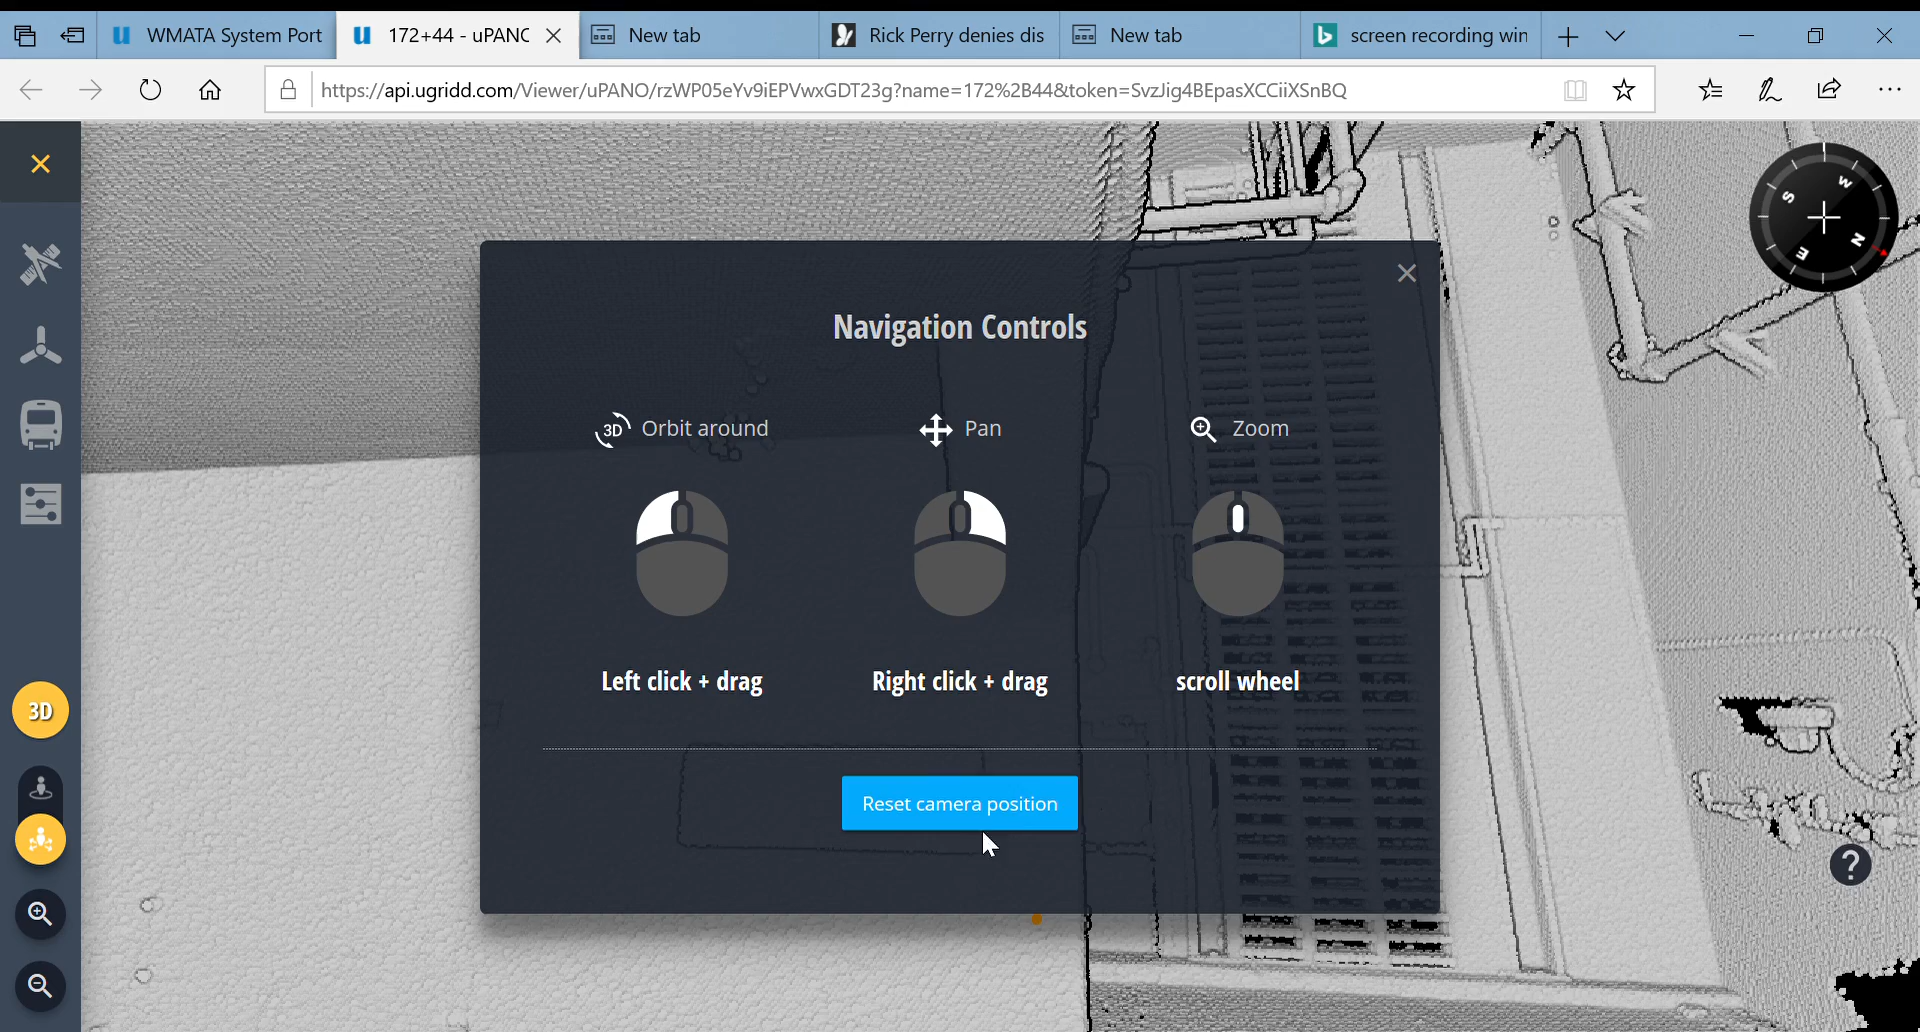 WMATA System Port
172+44 - uPANC
New tab
Rick Perry denies dis
New tab
screen recording win
https://api.ugridd.com/Viewer/uPANO/rzWP05eYv9iEPVwxGDT23g?name=172%2B44&token=SvzJig4BEpasXCCiiXSnBQ
S W
E N
Navigation Controls
3D Orbit around
Pan
Zoom
Left click + drag
Right click + drag
scroll wheel
3D
Reset camera position
?